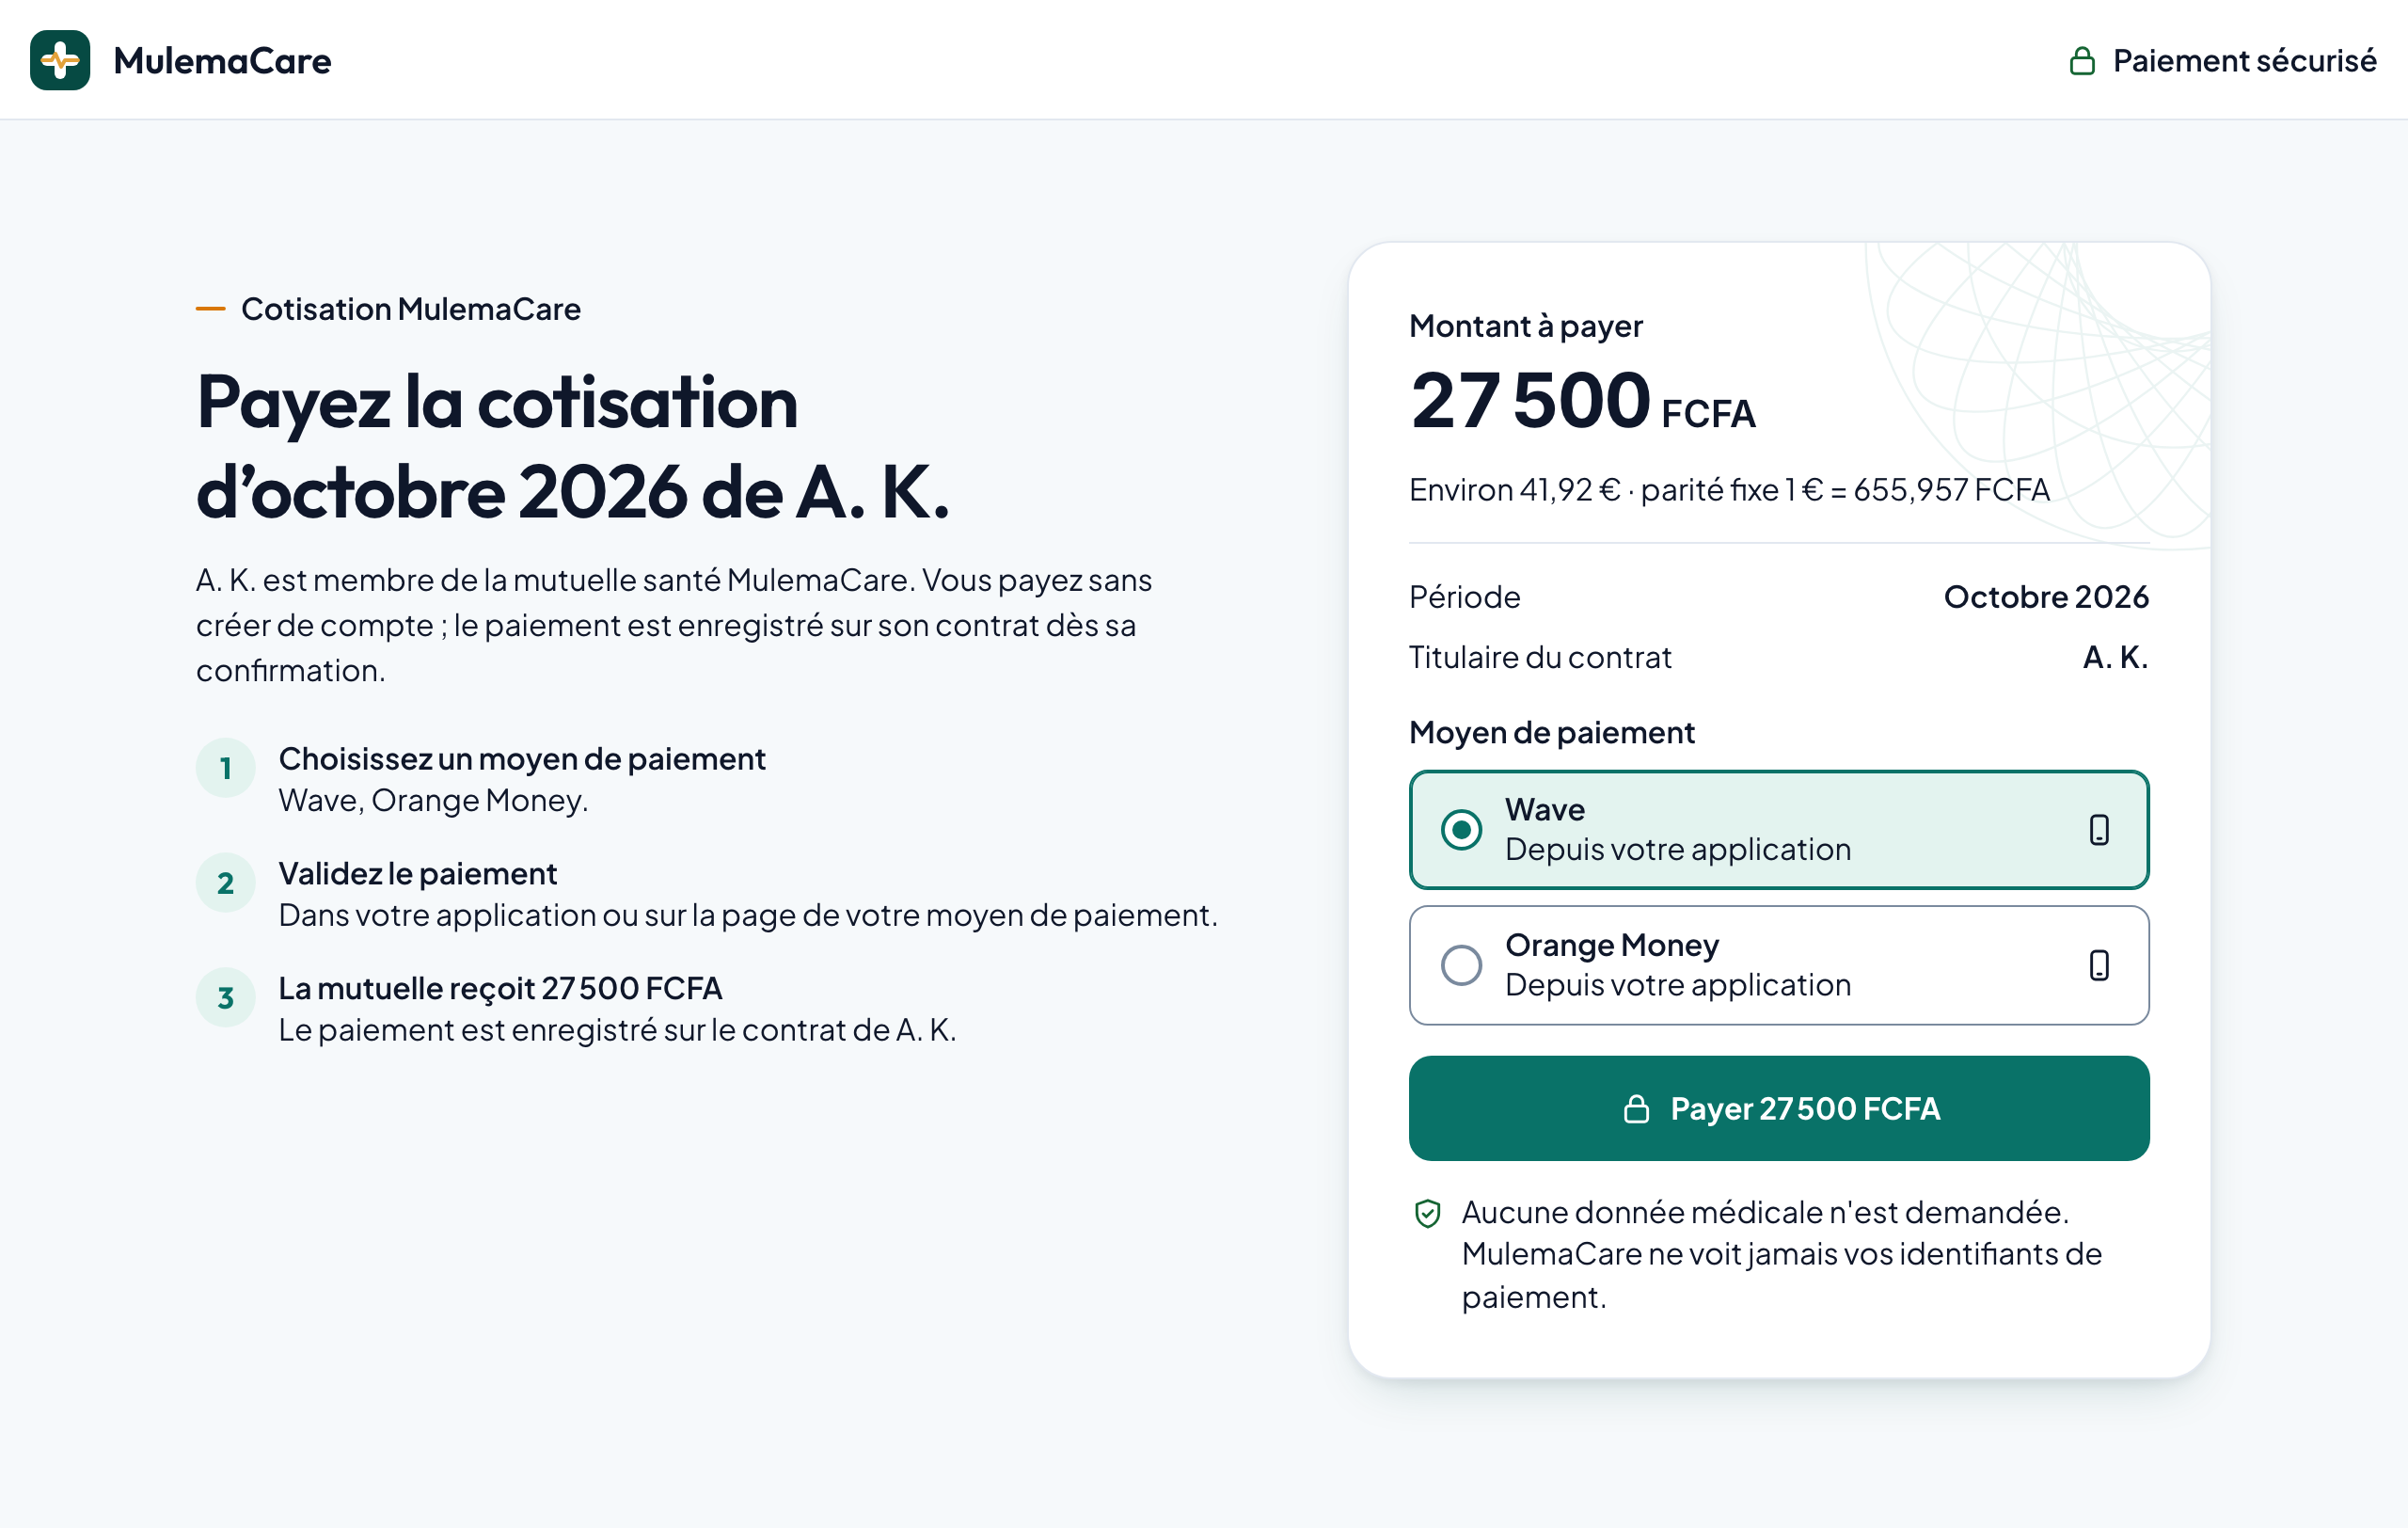 MulemaCare
Paiement sécurisé
Cotisation MulemaCare
Payez la cotisation
d’octobre 2026 de A. K.
A. K. est membre de la mutuelle santé MulemaCare. Vous payez sans
créer de compte ; le paiement est enregistré sur son contrat dès sa
confirmation.
1
Choisissez un moyen de paiement
Wave, Orange Money.
2
Validez le paiement
Dans votre application ou sur la page de votre moyen de paiement.
3
La mutuelle reçoit 27 500 FCFA
Le paiement est enregistré sur le contrat de A. K.
Montant à payer
27 500 FCFA
Environ 41,92 € · parité fixe 1 € = 655,957 FCFA
Période Octobre 2026
Titulaire du contrat A. K.
Moyen de paiement
Wave
Depuis votre application
Orange Money
Depuis votre application
Payer 27 500 FCFA
Aucune donnée médicale n'est demandée.
MulemaCare ne voit jamais vos identifiants de
paiement.